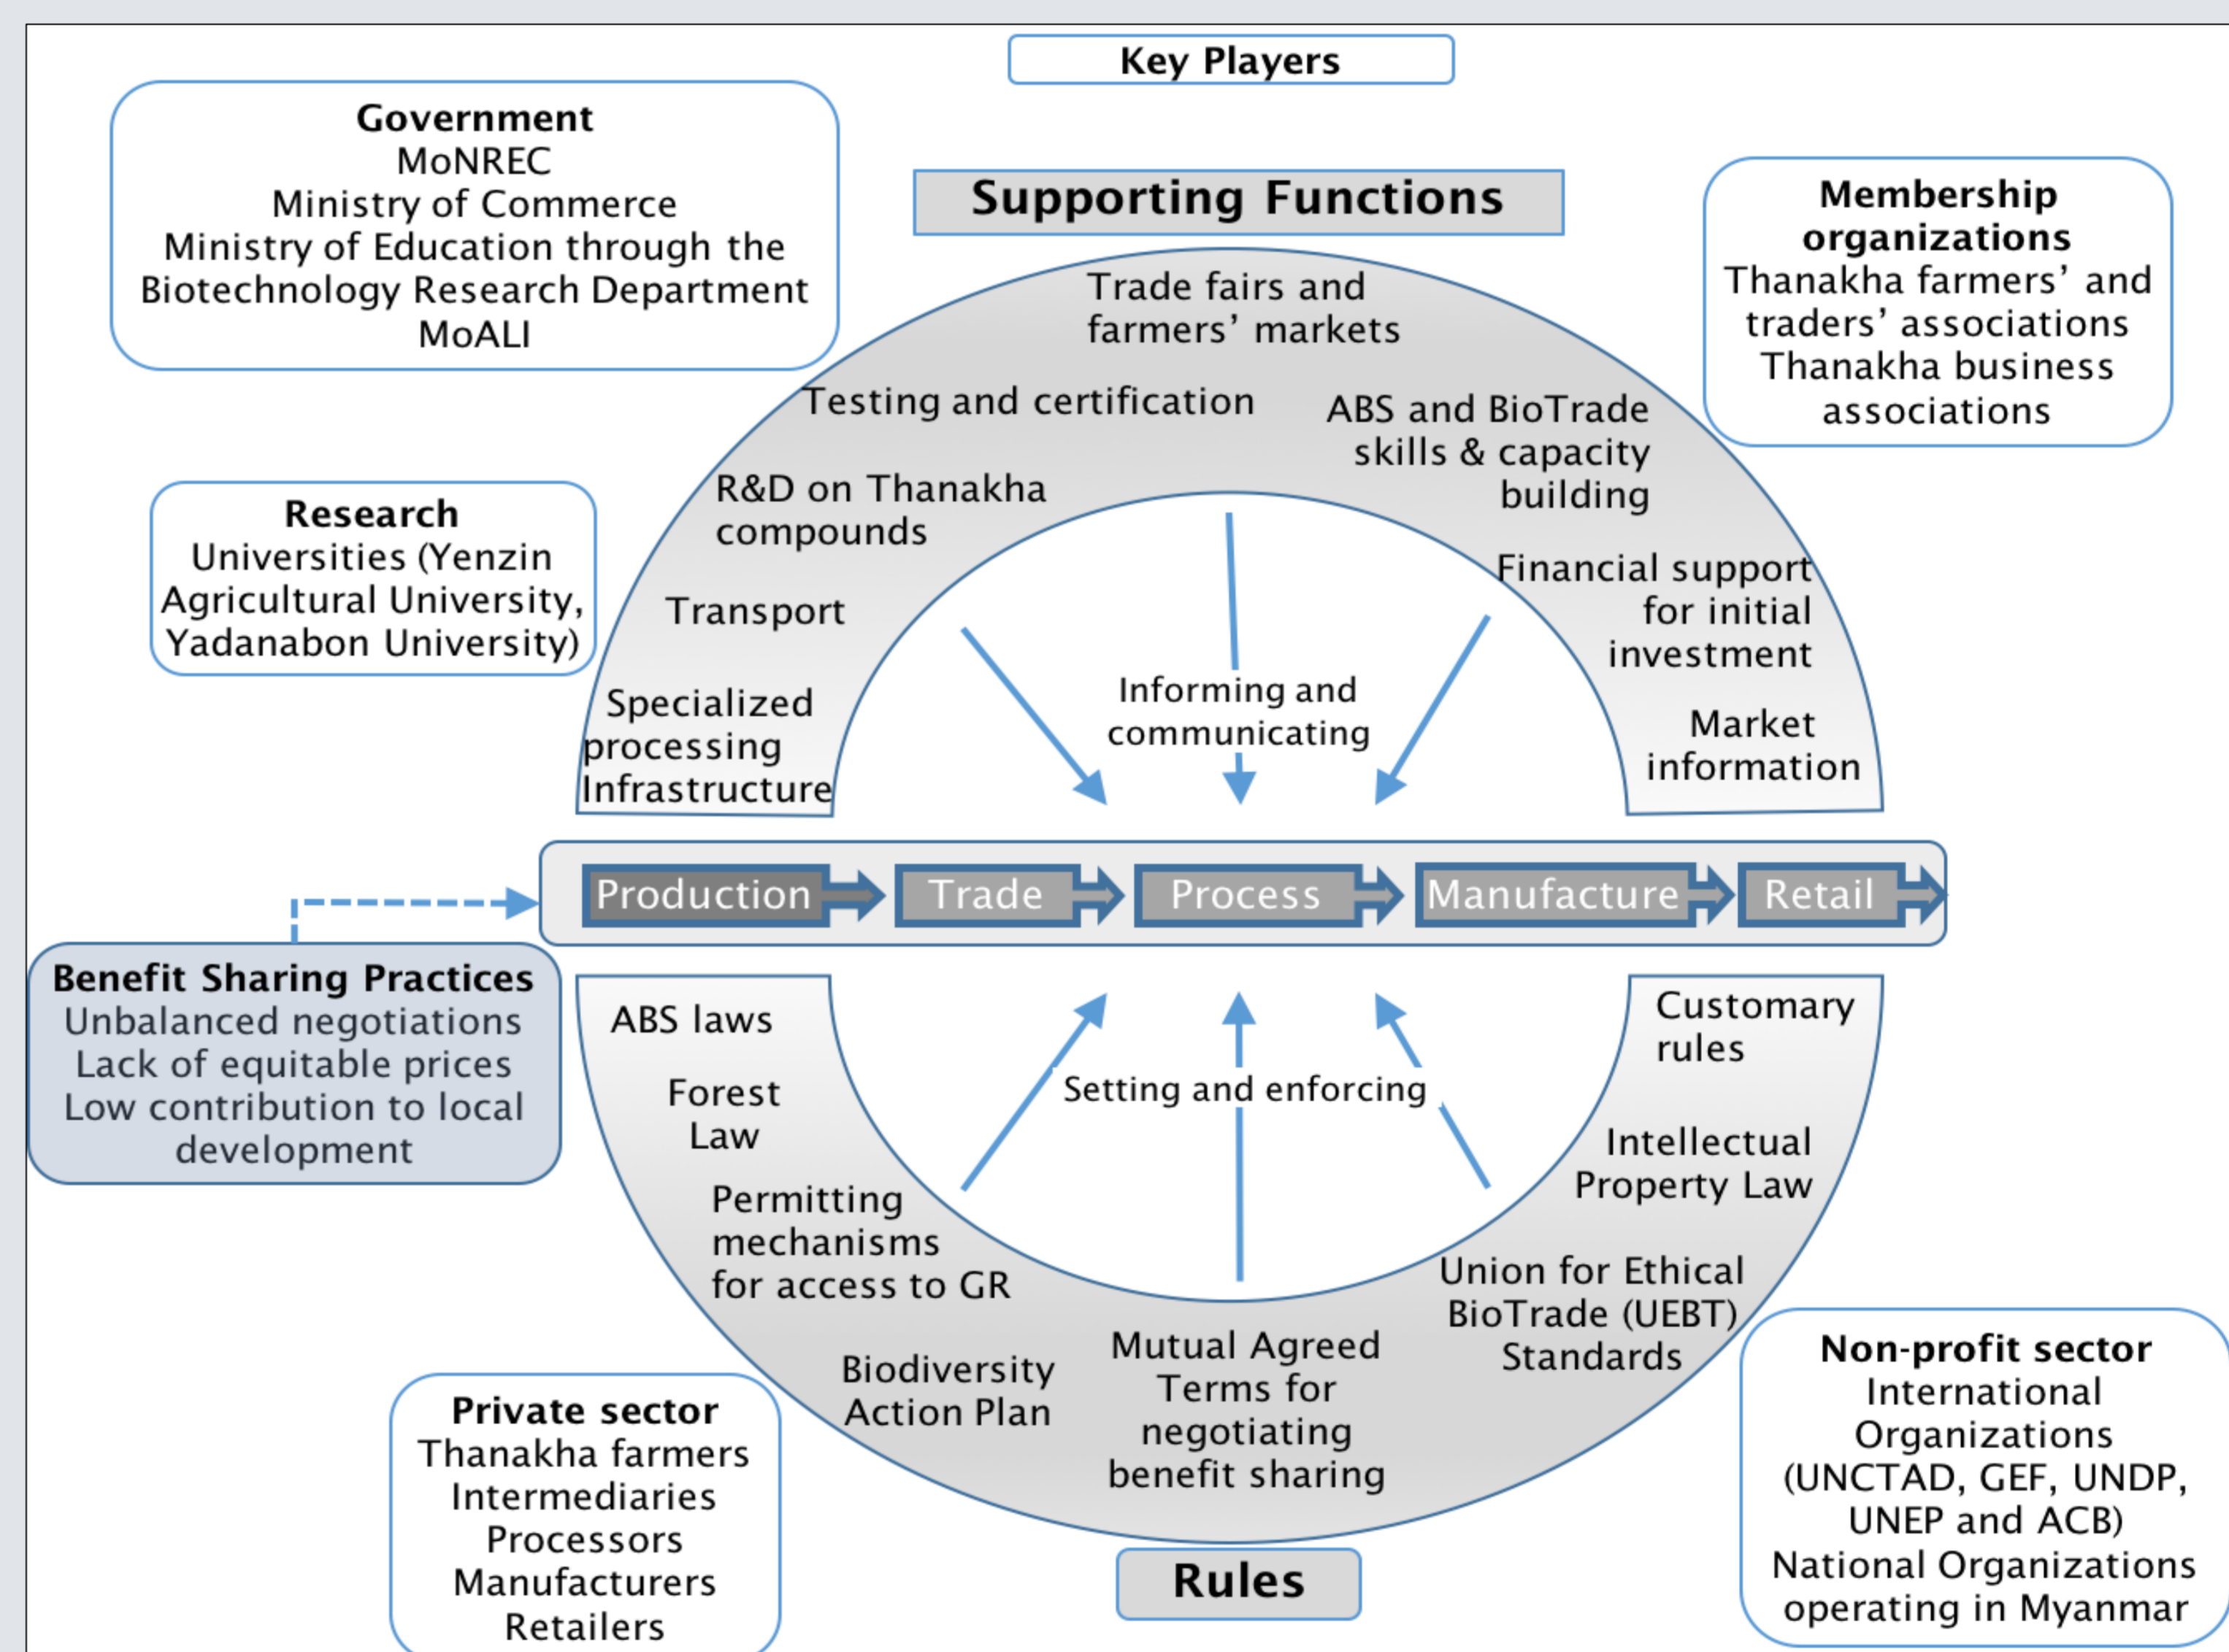 Key Players
Government
MoNREC
Ministry of Commerce
Ministry of Education through the
Biotechnology Research Department
MoALI
Supporting Functions
Membership
organizations
Thanakha farmers’ and
traders’ associations
Thanakha business
associations
Research
Universities (Yenzin
Agricultural University,
Yadanabon University)
Trade fairs and
farmers’ markets
Testing and certification
ABS and BioTrade
skills & capacity
building
R&D on Thanakha
compounds
Financial support
for initial
investment
Transport
Specialized
processing
Infrastructure
Market
information
Informing and
communicating
Production
Trade
Process
Manufacture
Retail
Benefit Sharing Practices
Unbalanced negotiations
Lack of equitable prices
Low contribution to local
development
ABS laws
Forest
Law
Permitting
mechanisms
for access to GR
Biodiversity
Action Plan
Mutual Agreed
Terms for
negotiating
benefit sharing
Setting and enforcing
Customary
rules
Intellectual
Property Law
Union for Ethical
BioTrade (UEBT)
Standards
Private sector
Thanakha farmers
Intermediaries
Processors
Manufacturers
Retailers
Rules
Non-profit sector
International
Organizations
(UNCTAD, GEF, UNDP,
UNEP and ACB)
National Organizations
operating in Myanmar